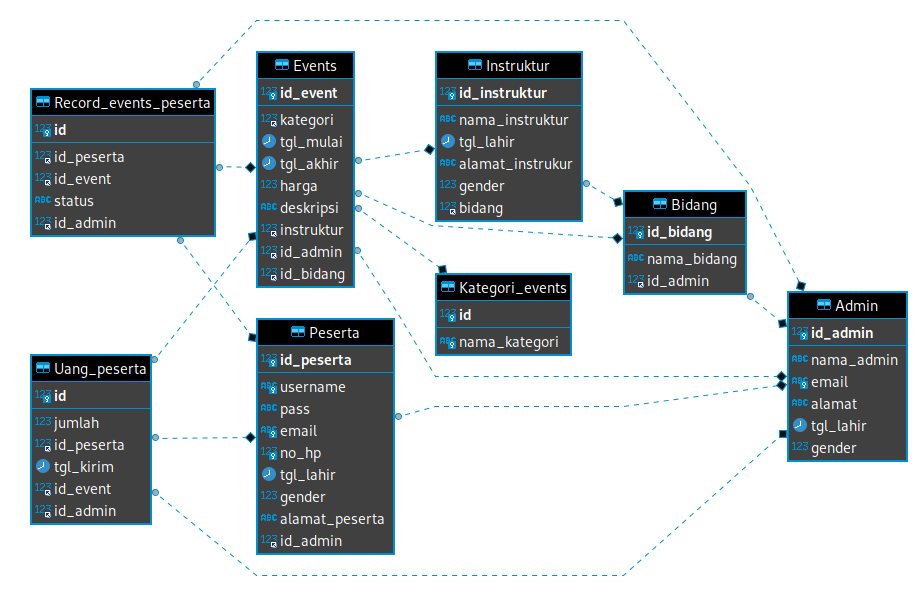 Record_events_peserta
id
id_peserta
id_event
status
id_admin
Events
id_event
kategori
tgl_mulai
tgl_akhir
harga
deskripsi
instruktur
id_admin
id_bidang
Instruktur
id_instruktur
nama_instruktur
tgl_lahir
alamat_instrukur
gender
bidang
Bidang
id_bidang
nama_bidang
id_admin
Kategori_events
id
nama_kategori
Admin
id_admin
nama_admin
email
alamat
tgl_lahir
gender
Peserta
id_peserta
username
pass
email
no_hp
tgl_lahir
gender
alamat_peserta
id_admin
Uang_peserta
id
jumlah
id_peserta
tgl_kirim
id_event
id_admin